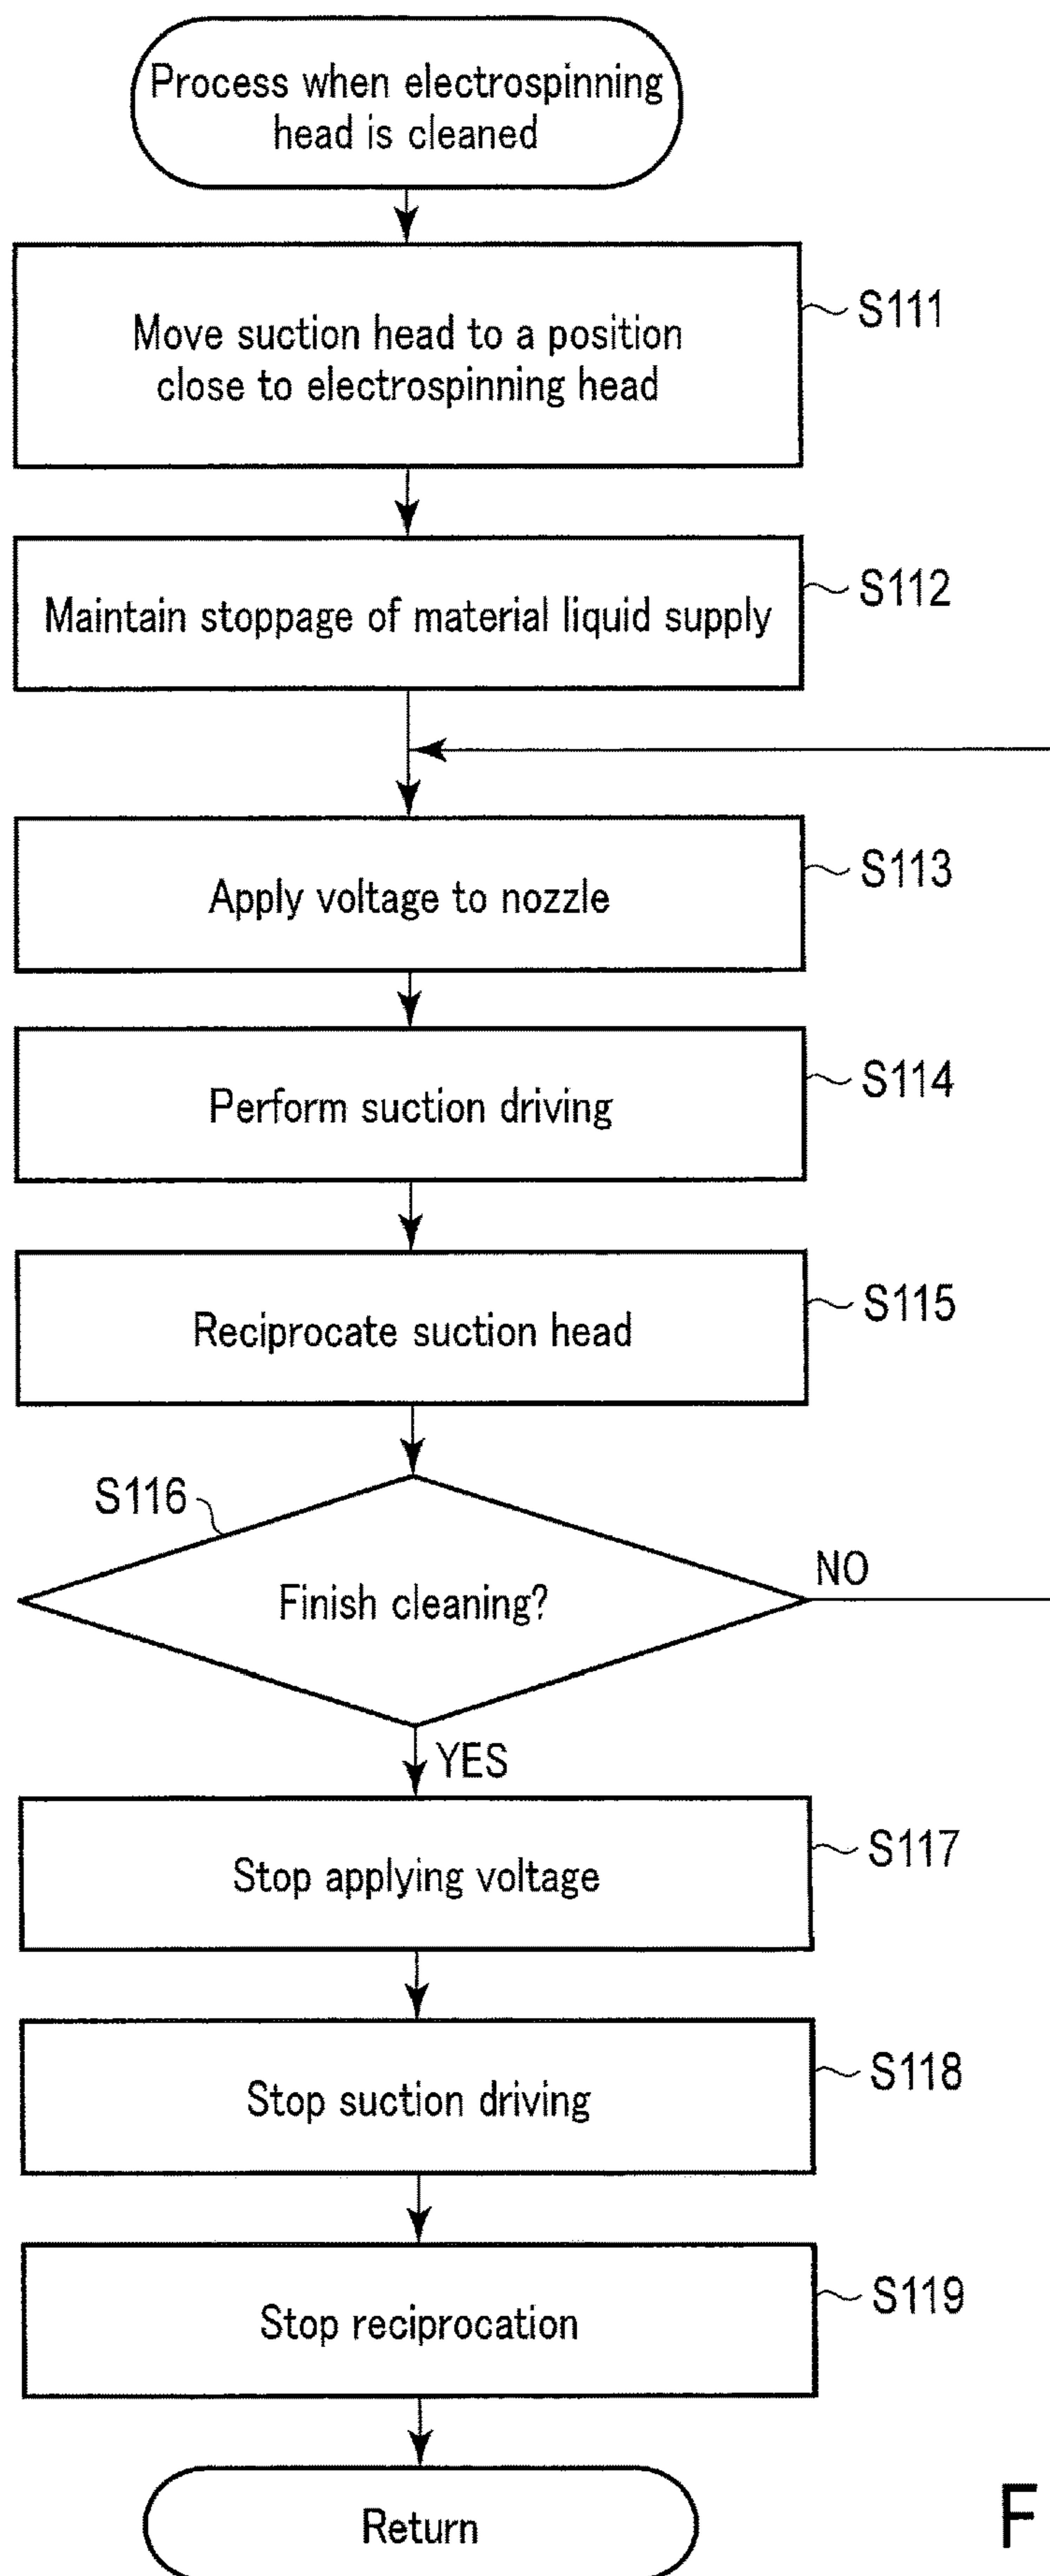 Process when electrospinning
head is cleaned
Move suction head to a position
close to electrospinning head
S111
Maintain stoppage of material liquid supply
S112
Apply voltage to nozzle
S113
Perform suction driving
S114
Reciprocate suction head
S115
S116
Finish cleaning?
NO
YES
Stop applying voltage
S117
Stop suction driving
S118
Stop reciprocation
S119
Return
F